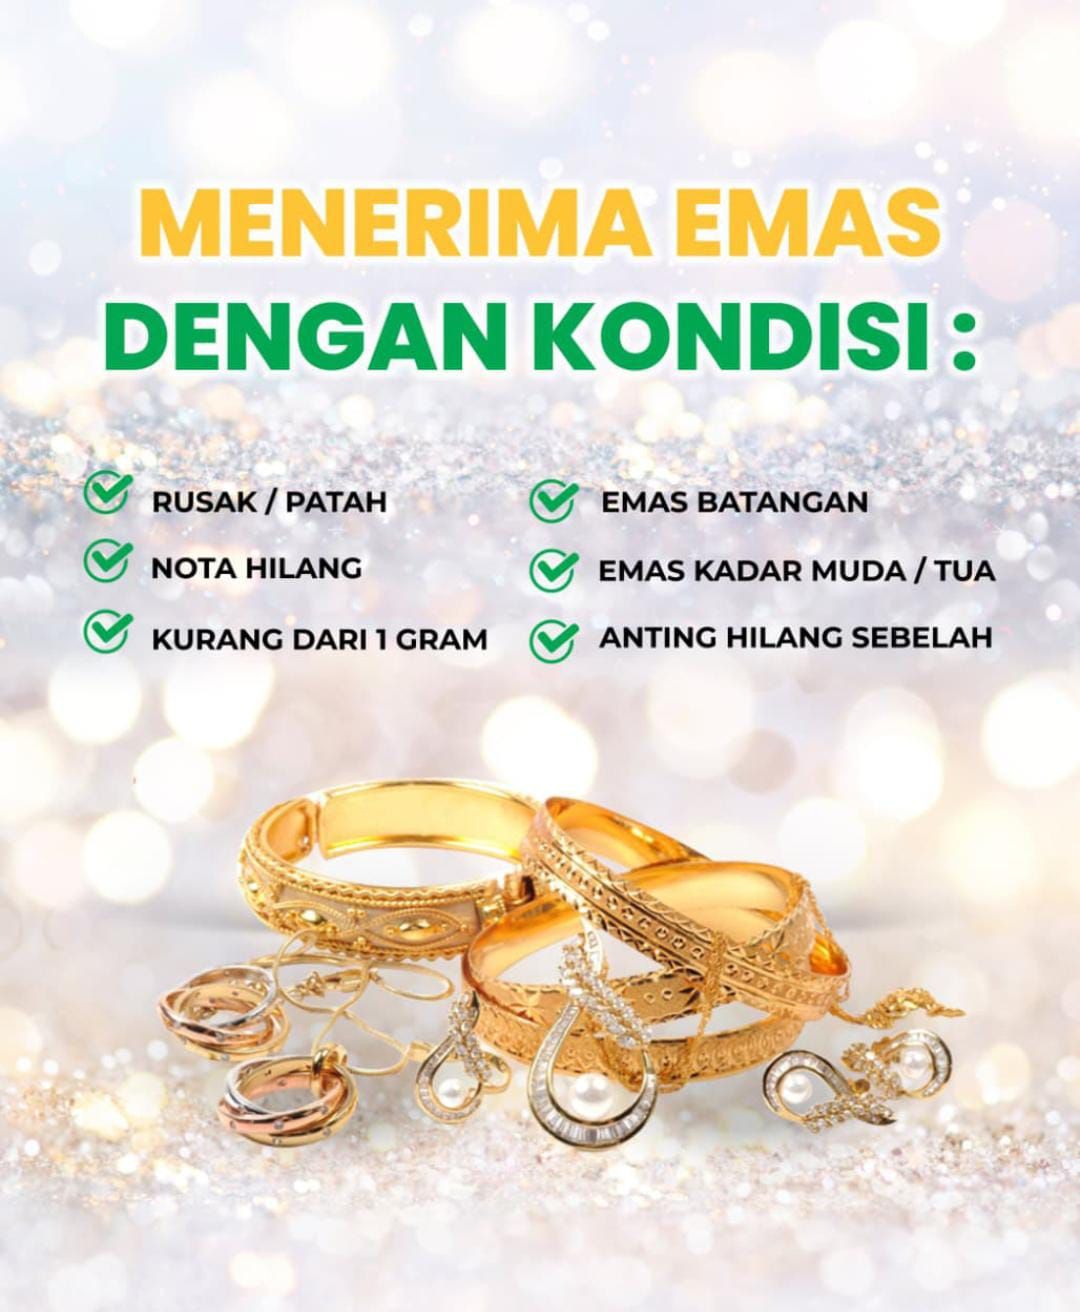 MENERIMA EMAS
DENGAN KONDISI :
RUSAK / PATAH
NOTA HILANG
KURANG DARI 1 GRAM
EMAS BATANGAN
EMAS KADAR MUDA / TUA
ANTING HILANG SEBELAH